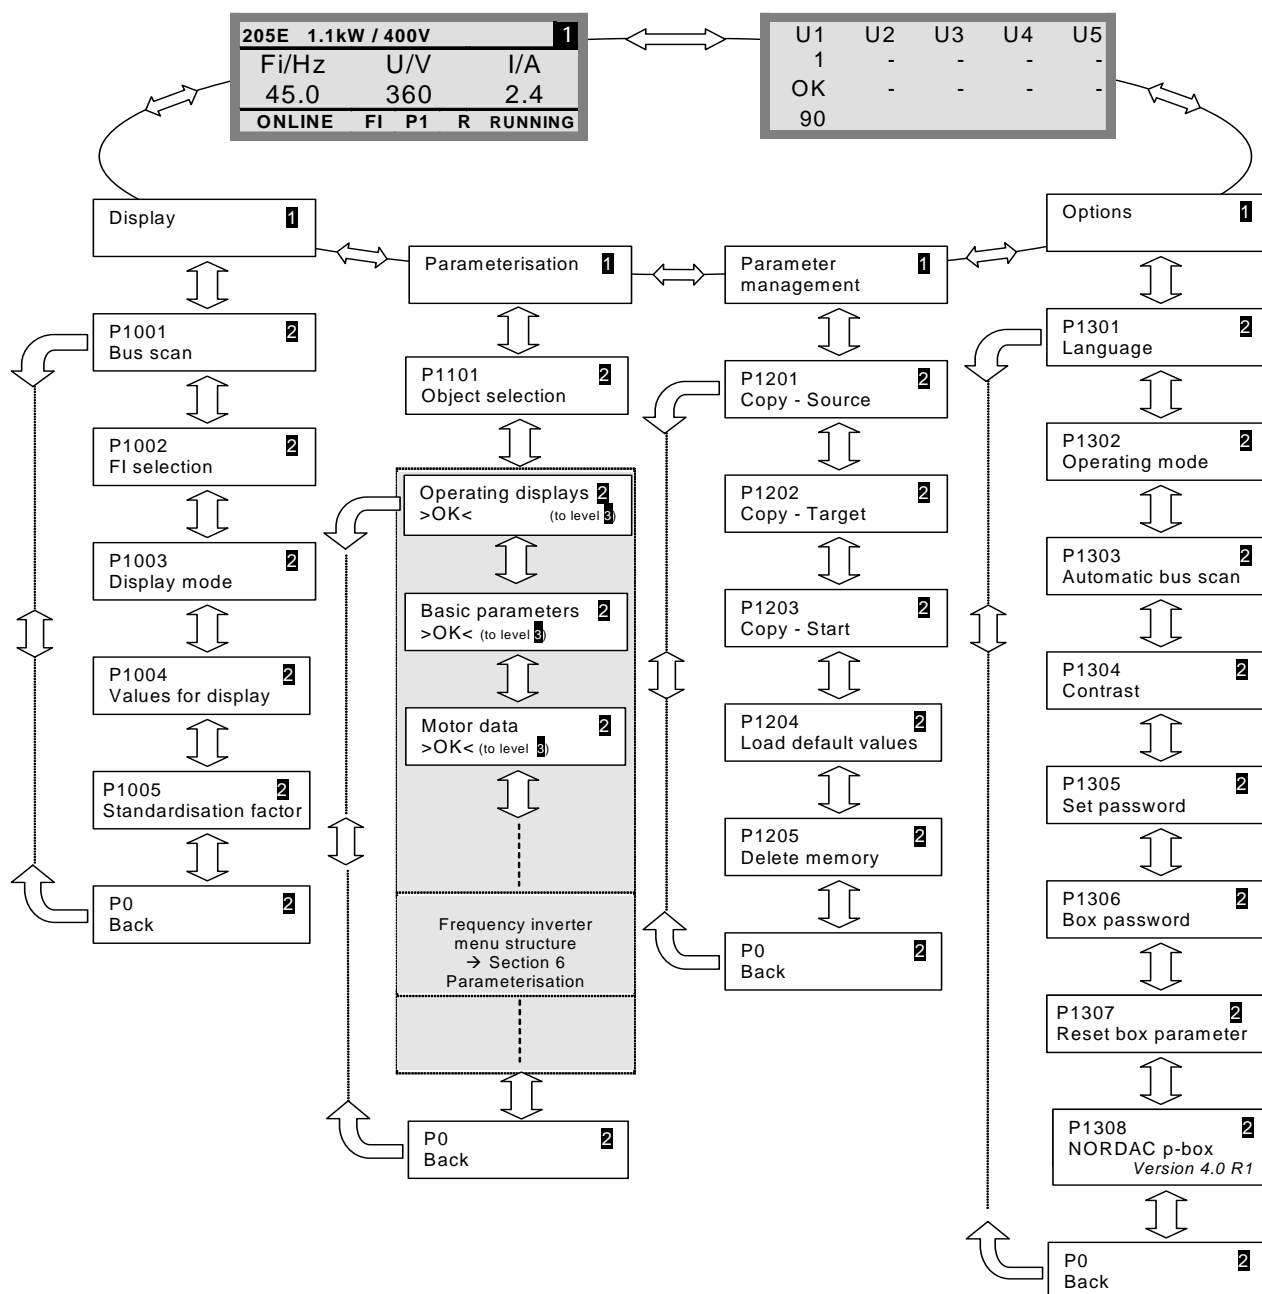 205E 1.1kW / 400V 1
Fi/Hz U/V I/A
45.0 360 2.4
ONLINE FI P1 R RUNNING
U1 U2 U3 U4 U5
1 - - - -
OK - - - -
90
Display 1
P1001 2
Bus scan
P1002 2
FI selection
P1003 2
Display mode
P1004 2
Values for display
P1005 2
Standardisation factor
P0 2
Back
Parameterisation 1
P1101 2
Object selection
Operating displays 2
>OK< (to level 3)
Basic parameters 2
>OK< (to level 3)
Motor data 2
>OK< (to level 3)
Frequency inverter
menu structure
→ Section 6
Parameterisation
P0 2
Back
Parameter 1
management
P1201 2
Copy - Source
P1202 2
Copy - Target
P1203 2
Copy - Start
P1204 2
Load default values
P1205 2
Delete memory
P0 2
Back
Options 1
P1301 2
Language
P1302 2
Operating mode
P1303 2
Automatic bus scan
P1304 2
Contrast
P1305 2
Set password
P1306 2
Box password
P1307 2
Reset box parameter
P1308 2
NORDAC p-box
Version 4.0 R1
P0 2
Back